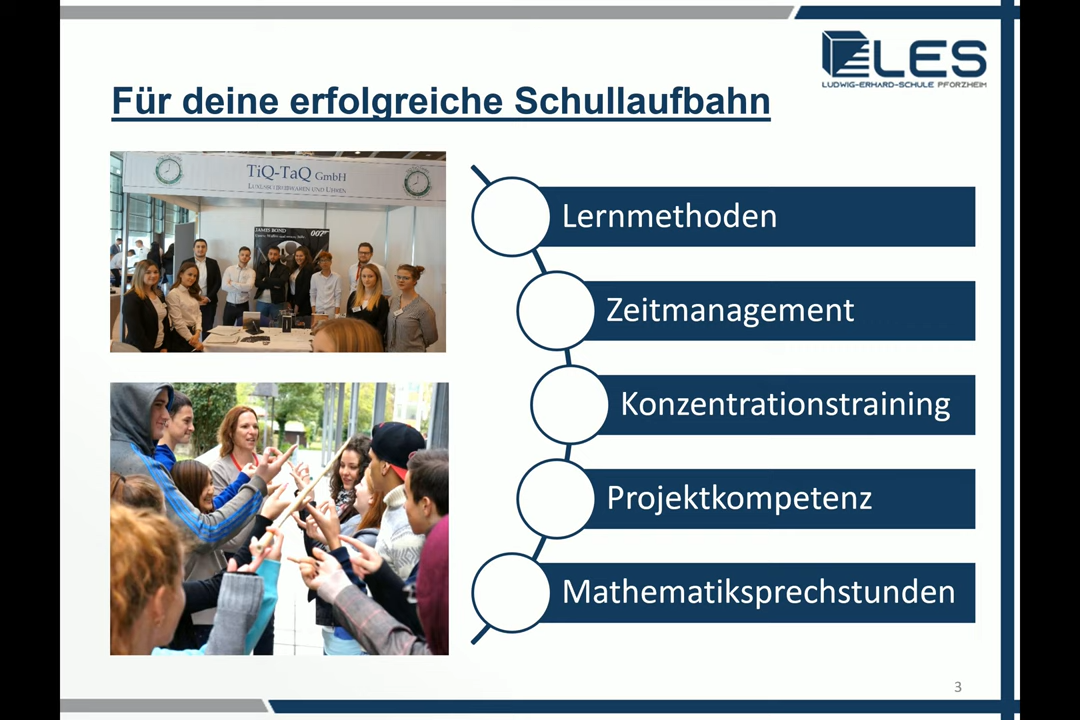 LES
LUDWIG-ERHARD-SCHULE PFORZHEIM
Für deine erfolgreiche Schullaufbahn
TiQ-TaQ GmbH
JAMES BOND
007
Lernmethoden
Zeitmanagement
Konzentrationstraining
Projektkompetenz
Mathematiksprechstunden
3